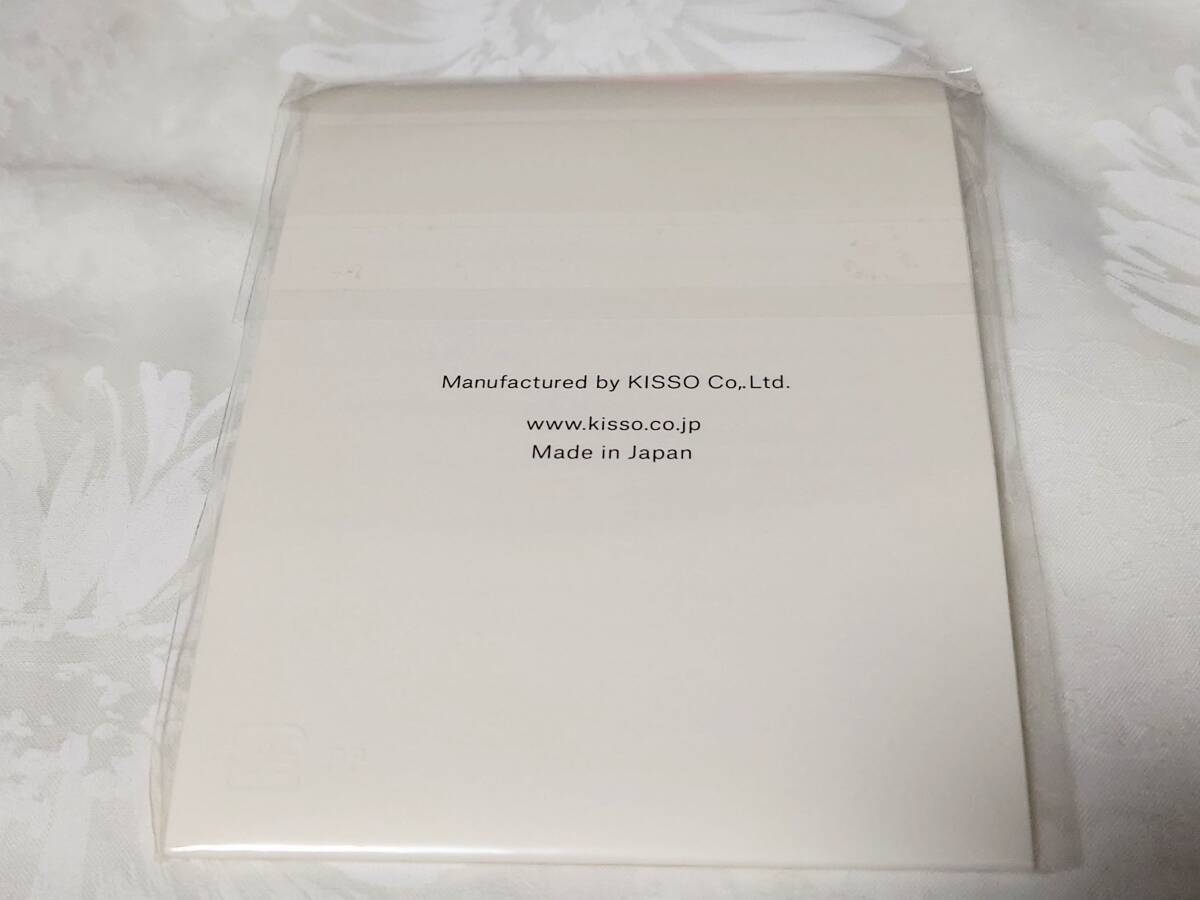 Manufactured by KISSO Co,.Ltd.
www.kisso.co.jp
Made in Japan